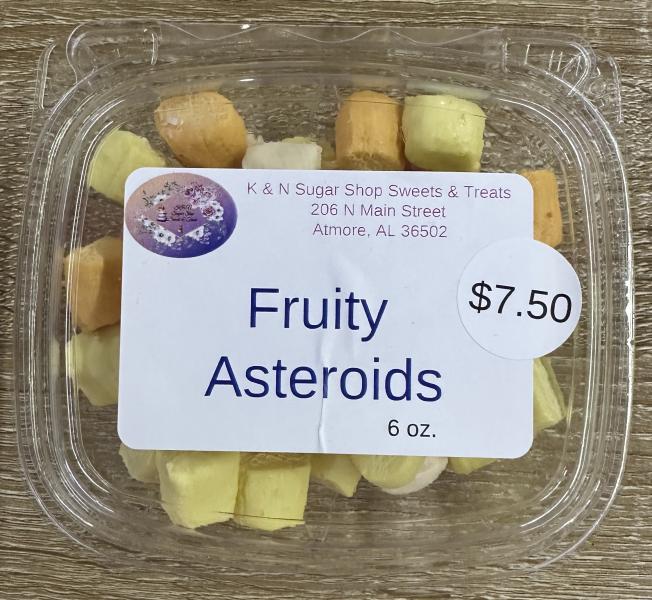 K & N Sugar Shop Sweets & Treats
206 N Main Street
Atmore, AL 36502
$7.50
Fruity
Asteroids
6 oz.